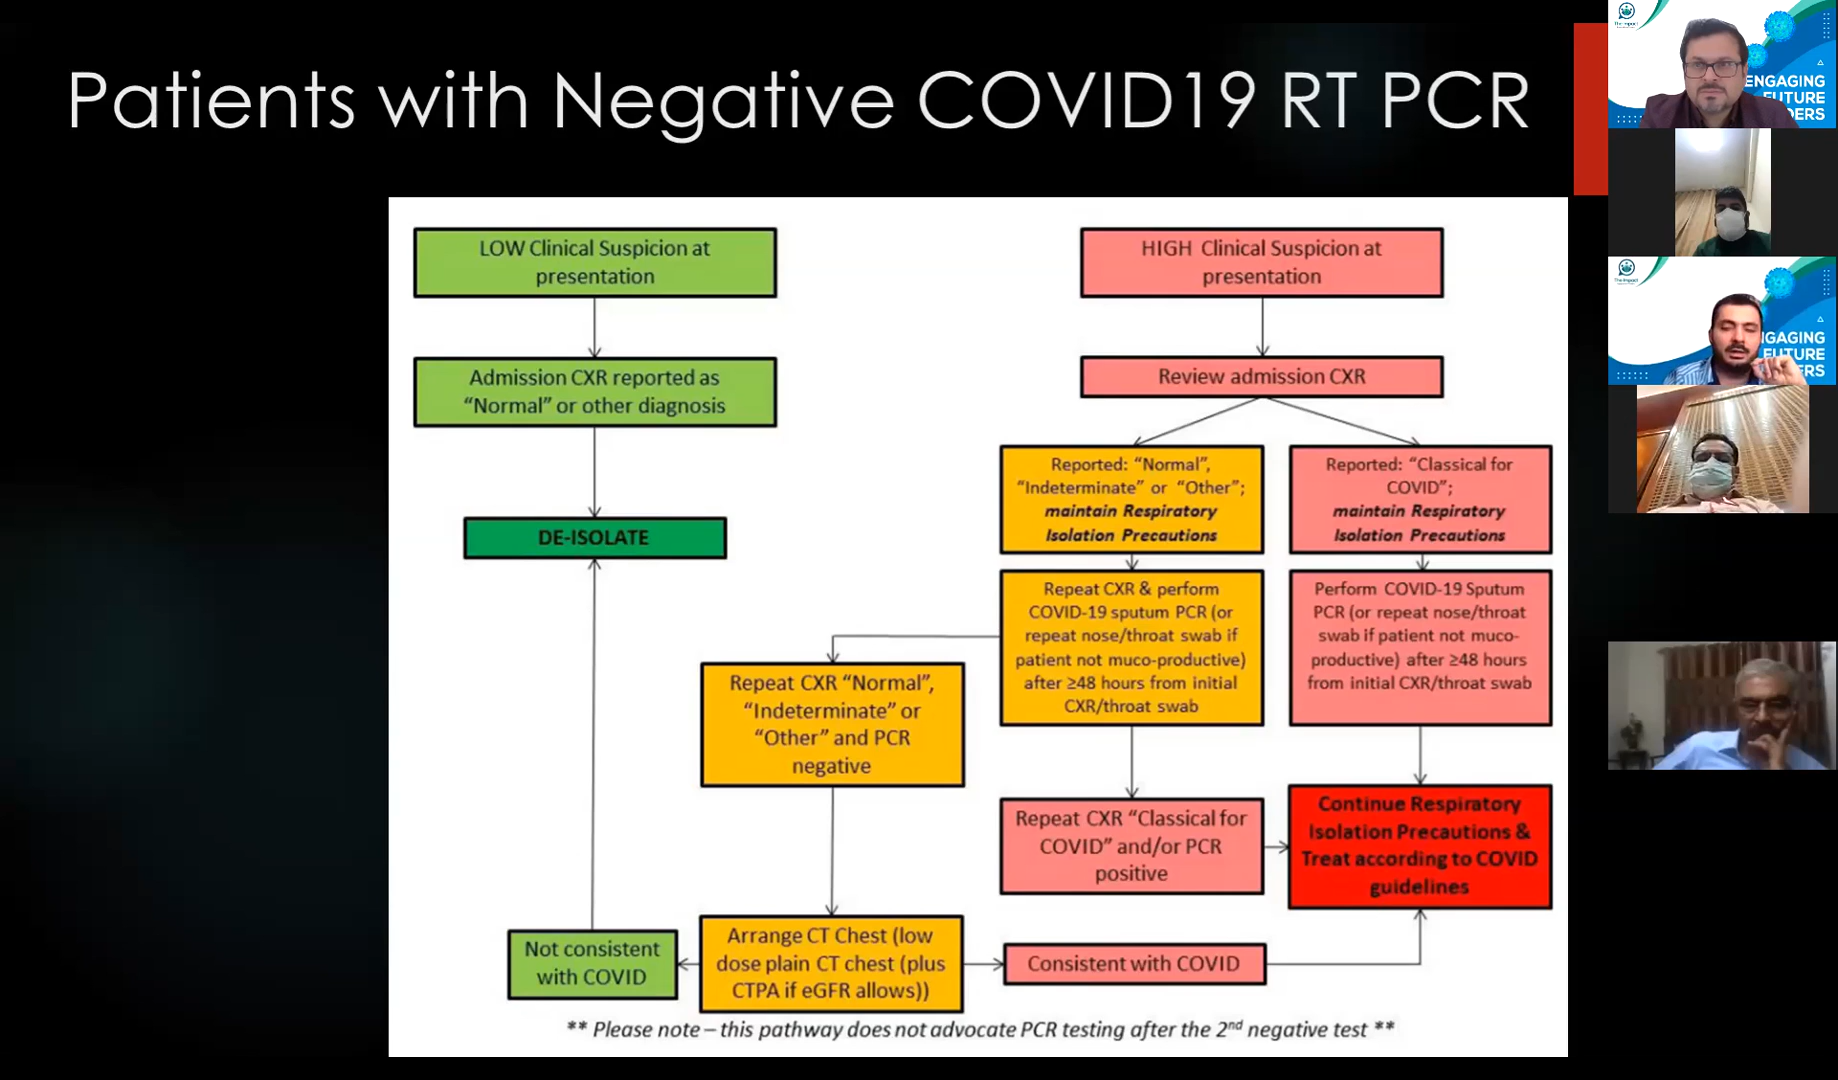 Patients with Negative COVID19 RT PCR
LOW Clinical Suspicion at
presentation
Admission CXR reported as
“Normal” or other diagnosis
DE-ISOLATE
HIGH Clinical Suspicion at
presentation
Review admission CXR
Reported: “Normal”,
“Indeterminate” or “Other”;
maintain Respiratory
Isolation Precautions
Reported: “Classical for
COVID”;
maintain Respiratory
Isolation Precautions
Repeat CXR & perform
COVID-19 sputum PCR (or
repeat nose/throat swab if
patient not muco-productive)
after ≥48 hours from initial
CXR/throat swab
Perform COVID-19 Sputum
PCR (or repeat nose/throat
swab if patient not muco-
productive) after ≥48 hours
from initial CXR/throat swab
Repeat CXR “Normal”,
“Indeterminate” or
“Other” and PCR
negative
Repeat CXR “Classical for
COVID” and/or PCR
positive
Continue Respiratory
Isolation Precautions &
Treat according to COVID
guidelines
Not consistent
with COVID
Arrange CT Chest (low
dose plain CT chest (plus
CTPA if eGFR allows))
Consistent with COVID
** Please note – this pathway does not advocate PCR testing after the 2nd negative test **
The Impact
ENGAGING
FUTURE
DERS
The Impact
GAGING
FUTURE
ERS